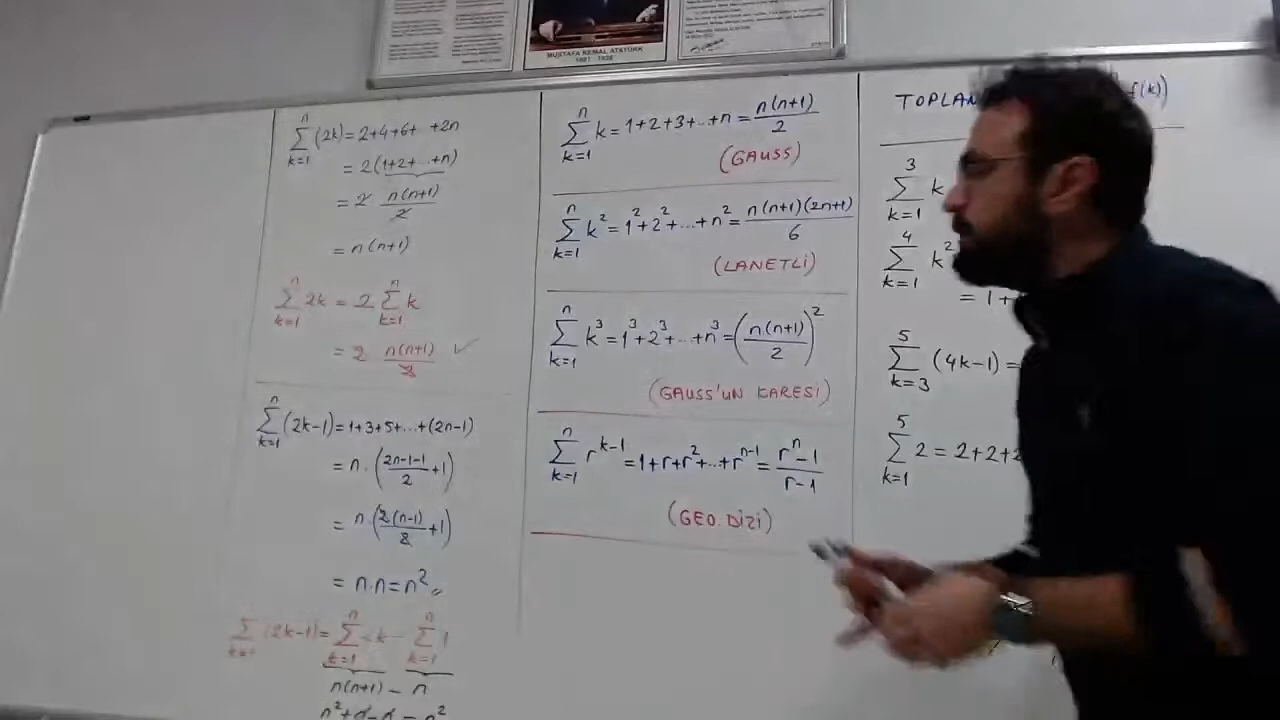 MUSTAFA KEMAL ATATÜRK
1881 - 1938
∑_{k=1}^{n} (2k) = 2+4+6+ +2n
= 2(1+2+...+n)
= 2 n(n+1)/2
= n(n+1)
∑_{k=1}^{n} 2k = 2 ∑_{k=1}^{n} k
= 2 n(n+1)/2 ✓
∑_{k=1}^{n} (2k-1) = 1+3+5+...+(2n-1)
= n.((2n-1-1)/2 +1)
= n.(2(n-1)/2 +1)
= n.n = n²
∑_{k=1} (2k-1) = ∑_{k=1}^{n} k - ∑_{k=1}^{n} 1
n(n+1) - n
n²+n-n = n²
∑_{k=1}^{n} k = 1+2+3+...+n = n(n+1)/2
(GAUSS)
∑_{k=1}^{n} k² = 1²+2²+...+n² = n(n+1)(2n+1)/6
(LANETLİ)
∑_{k=1}^{n} k³ = 1³+2³+...+n³ = (n(n+1)/2)²
(GAUSS'UN KARESİ)
∑_{k=1}^{n} r^{k-1} = 1+r+r²+...+r^{n-1} = (r^n-1)/(r-1)
(GEO. DİZİ)
TOPLAM f(k))
∑_{k=1}^{3} k
∑_{k=1}^{4} k²
= 1+
∑_{k=3}^{5} (4k-1) =
∑_{k=1}^{5} 2 = 2+2+2